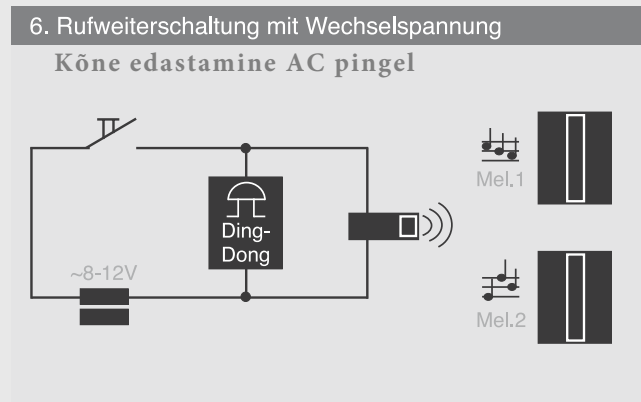 6. Rufweiterschaltung mit Wechselspannung
Kõne edastamine AC pingel
Mel.1
Ding-
Dong
~8-12V
Mel.2